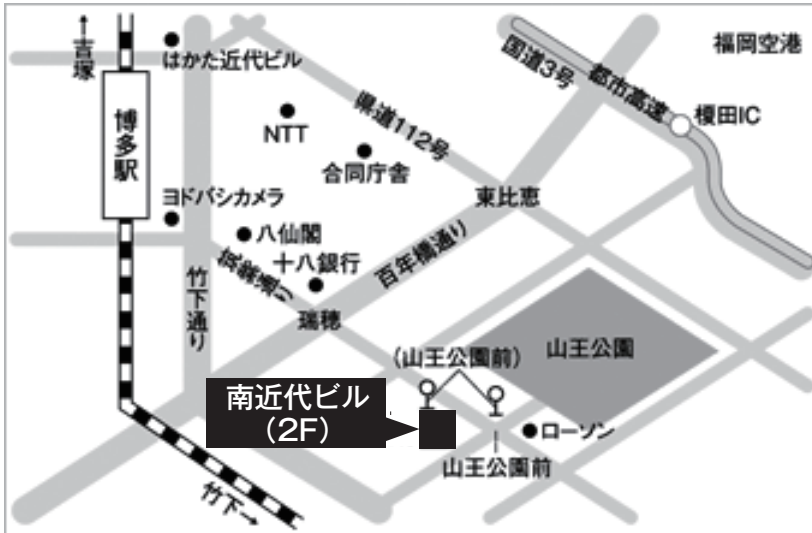 ↑吉塚
はかた近代ビル
博多駅
NTT
合同庁舎
県道112号
国道3号
都市高速
福岡空港
榎田IC
ヨドバシカメラ
八仙閣
十八銀行
竹下通り
筑紫通り
百年橋通り
東比恵
瑞穂
山王公園
(山王公園前)
南近代ビル
(2F)
ローソン
山王公園前
竹下→